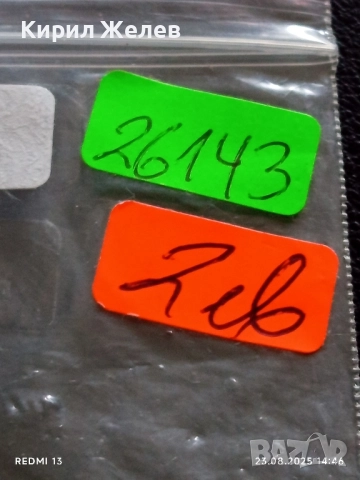 Кирил Желев
26143
2лв
REDMI 13
23.08.2025 14:46
bazar